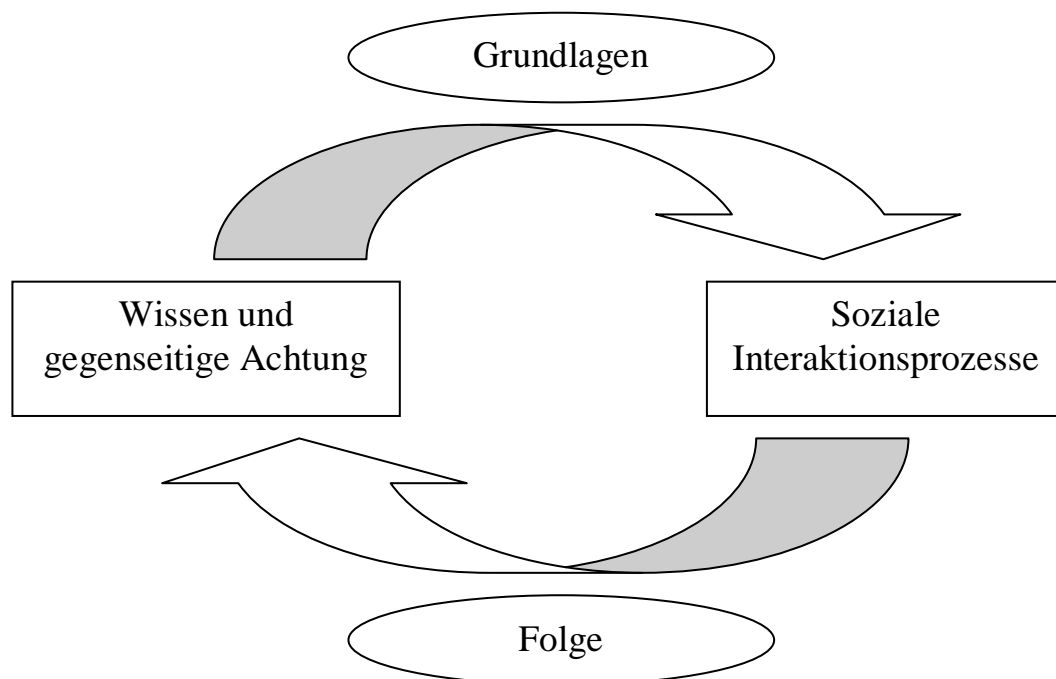 Grundlagen
Wissen und
gegenseitige Achtung
Soziale
Interaktionsprozesse
Folge